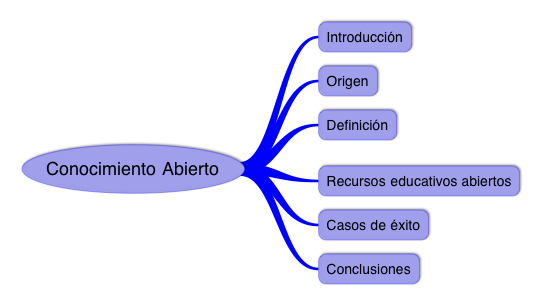 Conocimiento Abierto
Introducción
Origen
Definición
Recursos educativos abiertos
Casos de éxito
Conclusiones